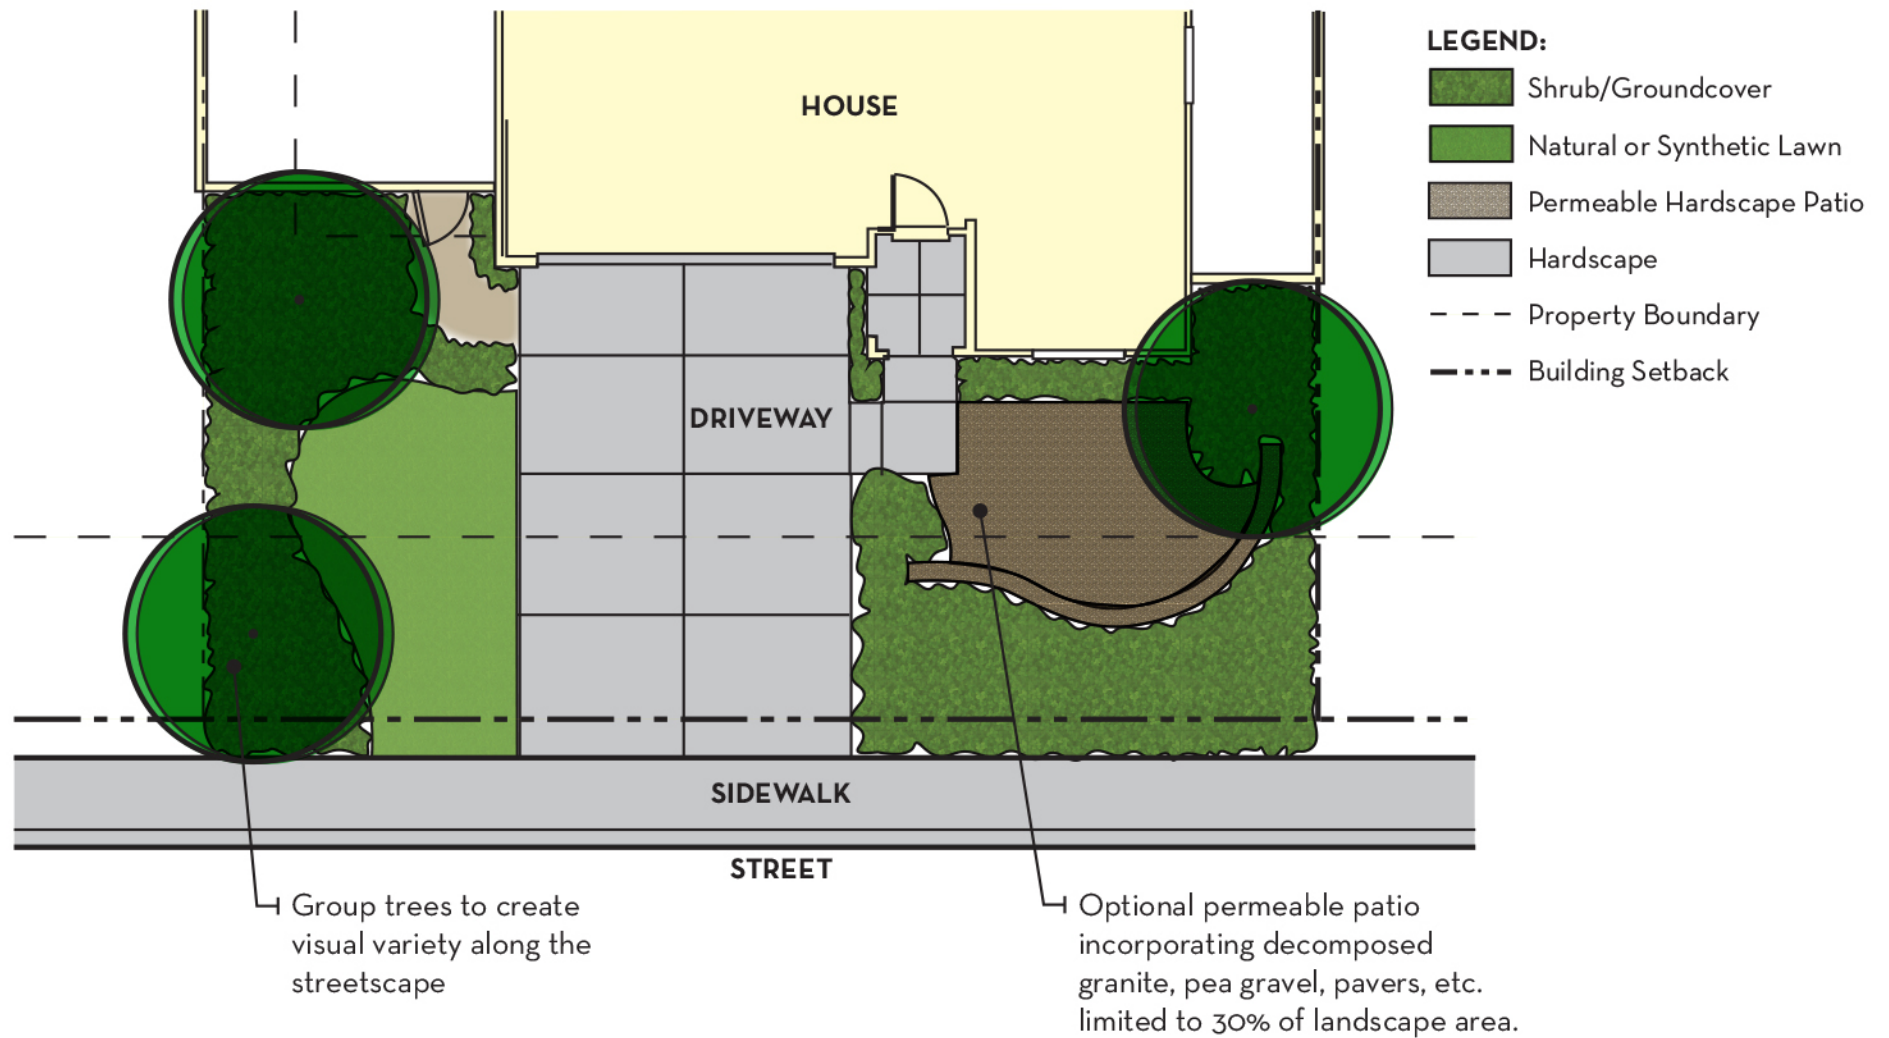 HOUSE
DRIVEWAY
SIDEWALK
STREET
Group trees to create
visual variety along the
streetscape
Optional permeable patio
incorporating decomposed
granite, pea gravel, pavers, etc.
limited to 30% of landscape area.
LEGEND:
Shrub/Groundcover
Natural or Synthetic Lawn
Permeable Hardscape Patio
Hardscape
Property Boundary
Building Setback